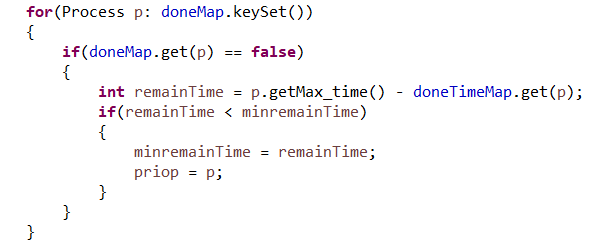 for(Process p: doneMap.keySet())
{
if(doneMap.get(p) == false)
{
int remainTime = p.getMax_time() - doneTimeMap.get(p);
if(remainTime < minremainTime)
{
minremainTime = remainTime;
priop = p;
}
}
}